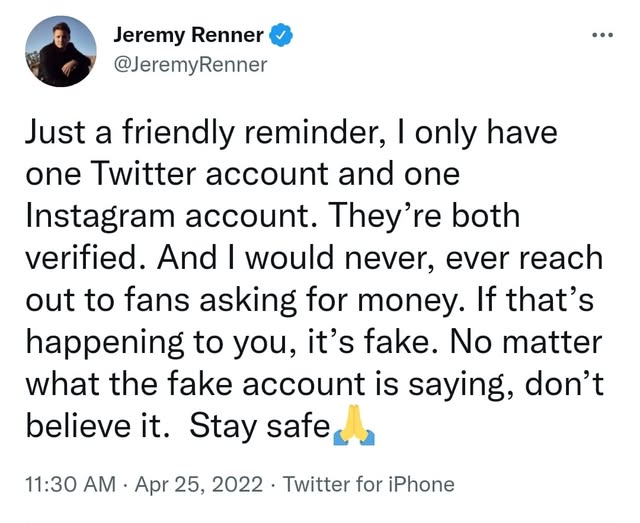 Jeremy Renner
@JeremyRenner
Just a friendly reminder, I only have
one Twitter account and one
Instagram account. They’re both
verified. And I would never, ever reach
out to fans asking for money. If that’s
happening to you, it’s fake. No matter
what the fake account is saying, don’t
believe it.  Stay safe🙏
11:30 AM · Apr 25, 2022 · Twitter for iPhone